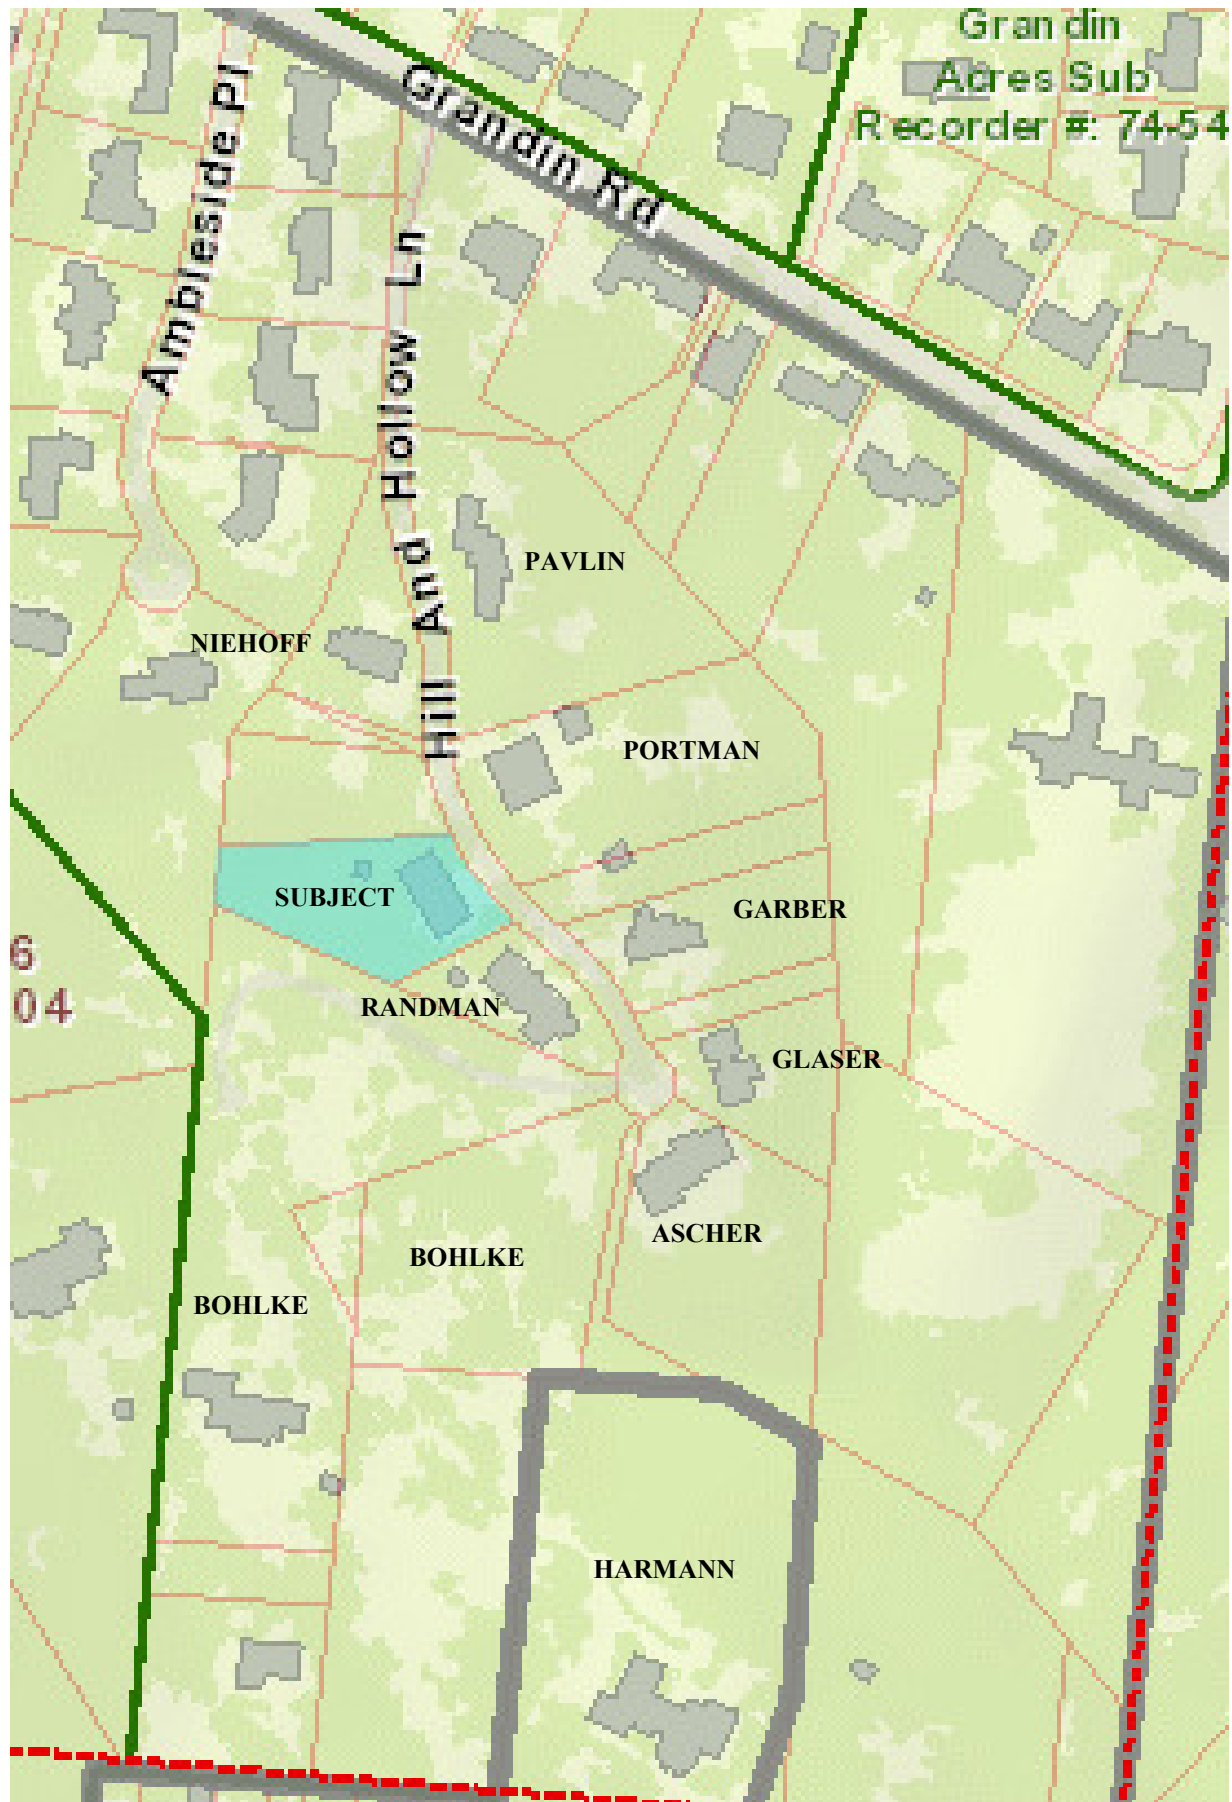 Grandin
Acres Sub
Recorder #: 74-54
Grandin Rd
Ambleside Pl
Hill And Hollow Ln
PAVLIN
NIEHOFF
PORTMAN
SUBJECT
GARBER
6
04
RANDMAN
GLASER
ASCHER
BOHLKE
BOHLKE
HARMANN